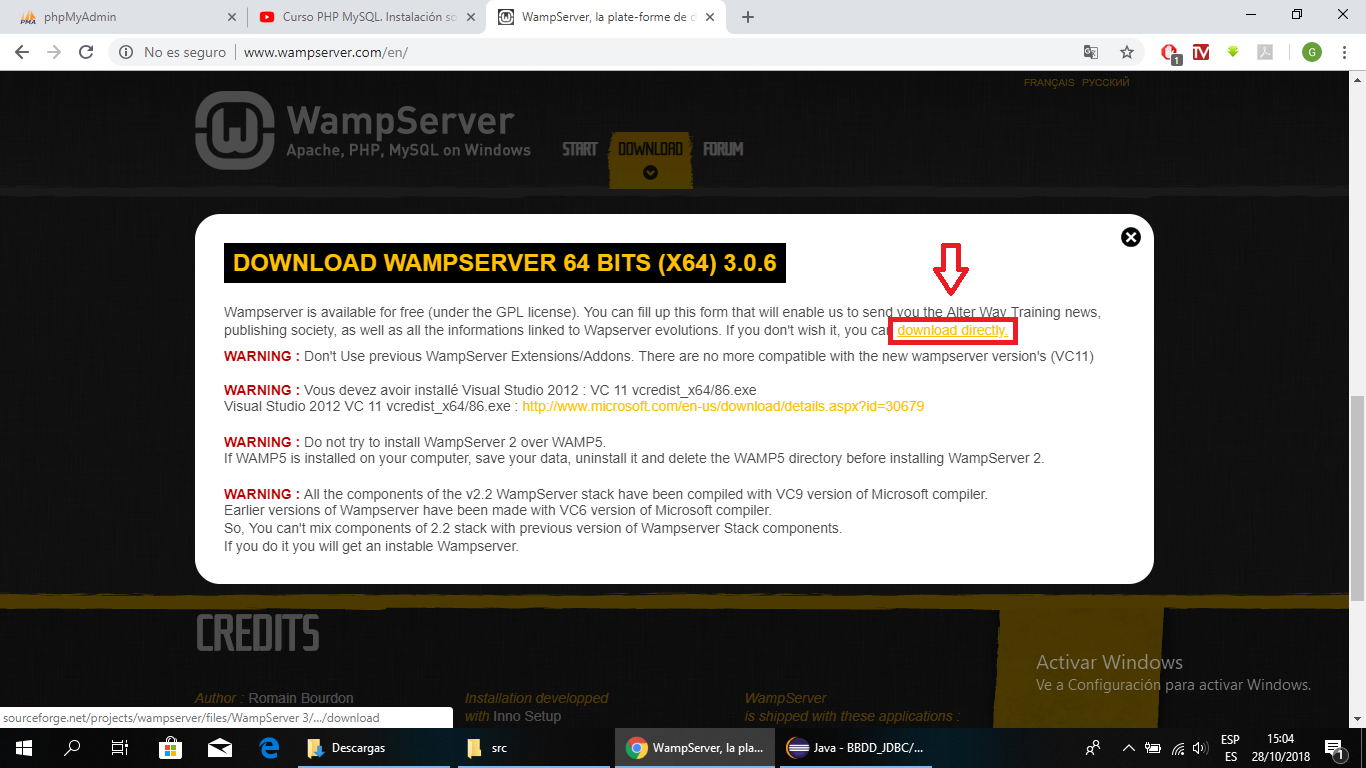 phpMyAdmin
Curso PHP MySQL. Instalación so
WampServer, la plate-forme de d
No es seguro
www.wampserver.com/en/
1
G
FRANÇAIS РУССКИЙ
WampServer
Apache, PHP, MySQL on Windows
START
DOWNLOAD
FORUM
DOWNLOAD WAMPSERVER 64 BITS (X64) 3.0.6
Wampserver is available for free (under the GPL license). You can fill up this form that will enable us to send you the Alter Way Training news,
publishing society, as well as all the informations linked to Wapserver evolutions. If you don't wish it, you can download directly.
WARNING : Don't Use previous WampServer Extensions/Addons. There are no more compatible with the new wampserver version's (VC11)
WARNING : Vous devez avoir installé Visual Studio 2012 : VC 11 vcredist_x64/86.exe
Visual Studio 2012 VC 11 vcredist_x64/86.exe : http://www.microsoft.com/en-us/download/details.aspx?id=30679
WARNING : Do not try to install WampServer 2 over WAMP5.
If WAMP5 is installed on your computer, save your data, uninstall it and delete the WAMP5 directory before installing WampServer 2.
WARNING : All the components of the v2.2 WampServer stack have been compiled with VC9 version of Microsoft compiler.
Earlier versions of Wampserver have been made with VC6 version of Microsoft compiler.
So, You can't mix components of 2.2 stack with previous version of Wampserver Stack components.
If you do it you will get an instable Wampserver.
CREDITS
Author : Romain Bourdon
Installation developped
with Inno Setup
WampServer
is shipped with these applications :
Activar Windows
Ve a Configuración para activar Windows.
sourceforge.net/projects/wampserver/files/WampServer 3/.../download
Descargas
src
WampServer, la pla...
Java - BBDD_JDBC/...
ESP
ES
15:04
28/10/2018
1